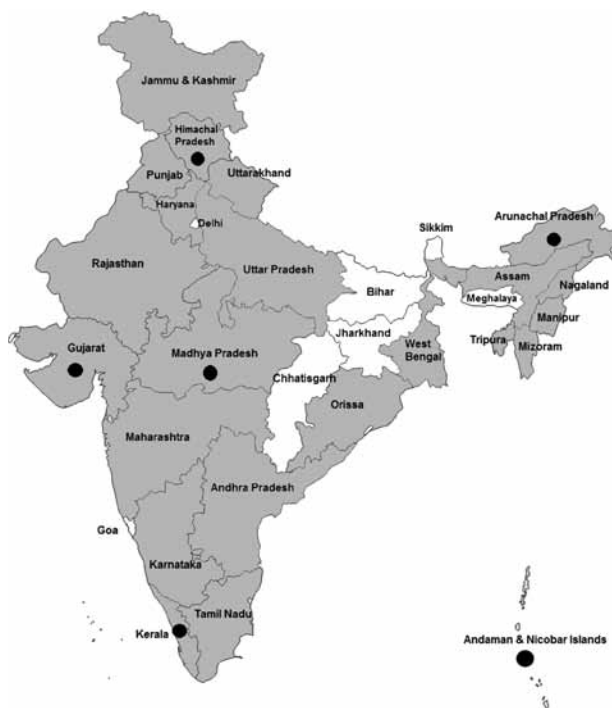 Jammu & Kashmir
Himachal
Pradesh
Punjab
Uttarakhand
Haryana
Delhi
Arunachal Pradesh
Sikkim
Rajasthan
Uttar Pradesh
Assam
Nagaland
Bihar
Meghalaya
Manipur
Jharkhand
Tripura
Mizoram
West
Bengal
Gujarat
Madhya Pradesh
Chhatisgarh
Orissa
Maharashtra
Andhra Pradesh
Goa
Karnataka
Tamil Nadu
Kerala
Andaman & Nicobar Islands